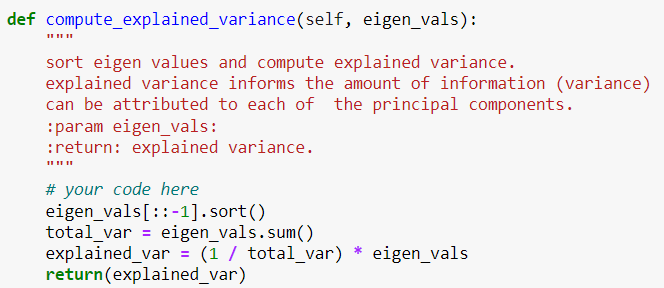 def compute_explained_variance(self, eigen_vals):
    """
    sort eigen values and compute explained variance.
    explained variance informs the amount of information (variance)
    can be attributed to each of  the principal components.
    :param eigen_vals:
    :return: explained variance.
    """
    # your code here
    eigen_vals[::-1].sort()
    total_var = eigen_vals.sum()
    explained_var = (1 / total_var) * eigen_vals
    return(explained_var)